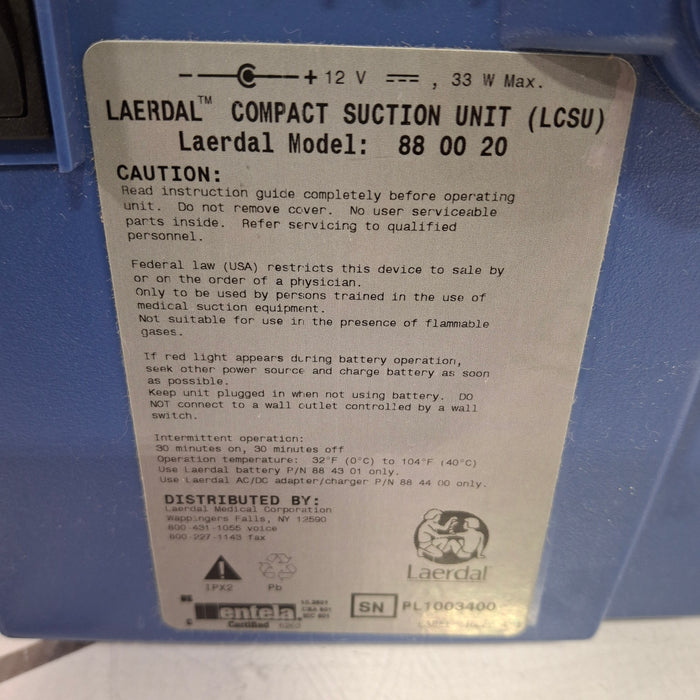 + 12 V , 33 W Max.
LAERDAL™ COMPACT SUCTION UNIT (LCSU)
Laerdal Model: 88 00 20
CAUTION:
Read instruction guide completely before operating
unit. Do not remove cover. No user serviceable
parts inside. Refer servicing to qualified
personnel.
Federal law (USA) restricts this device to sale by
or on the order of a physician.
Only to be used by persons trained in the use of
medical suction equipment.
Not suitable for use in the presence of flammable
gases.
If red light appears during battery operation,
seek other power source and charge battery as soon
as possible.
Keep unit plugged in when not using battery. DO
NOT connect to a wall outlet controlled by a wall
switch.
Intermittent operation:
30 minutes on, 30 minutes off
Operation temperature: 32°F (0°C) to 104°F (40°C)
Use Laerdal battery P/N 88 43 01 only.
Use Laerdal AC/DC adapter/charger P/N 88 44 00 only.
DISTRIBUTED BY:
Laerdal Medical Corporation
Wappingers Falls, NY 12590
800-431-1055 voice
800-227-1143 fax
Laerdal
IPX2 Pb
entela
Certified
SN PL1003400